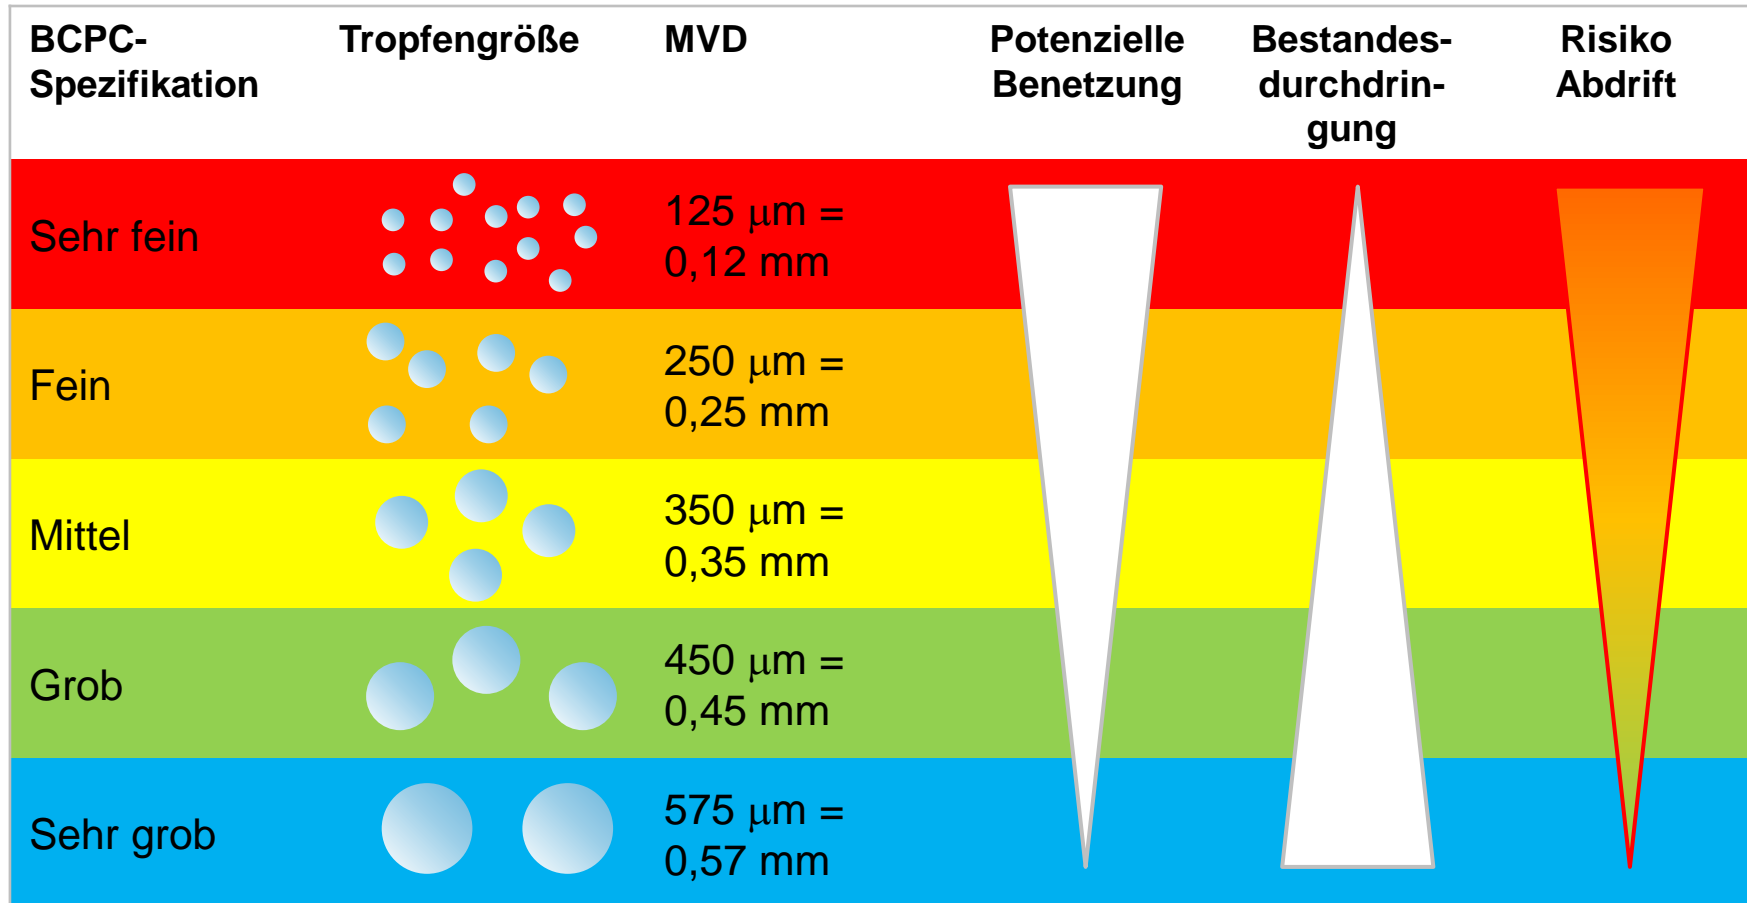 BCPC-
Spezifikation
Tropfengröße
MVD
Potenzielle
Benetzung
Bestandes-
durchdrin-
gung
Risiko
Abdrift
Sehr fein
125 μm =
0,12 mm
Fein
250 μm =
0,25 mm
Mittel
350 μm =
0,35 mm
Grob
450 μm =
0,45 mm
Sehr grob
575 μm =
0,57 mm